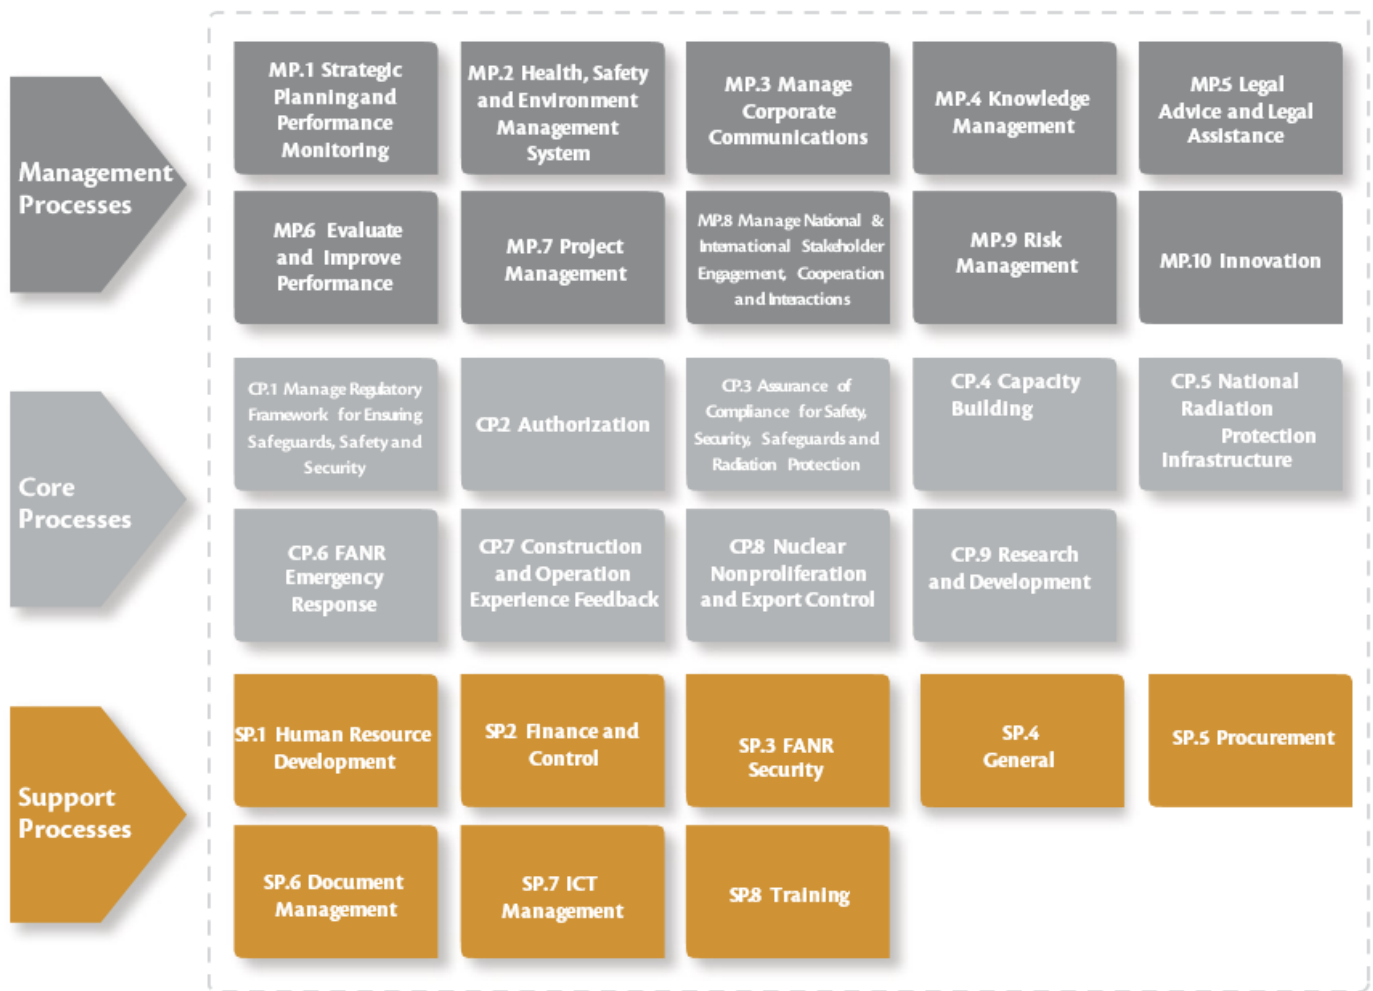 Management
Processes
MP.1 Strategic
Planning and
Performance
Monitoring
MP.2 Health, Safety
and Environment
Management
System
MP.3 Manage
Corporate
Communications
MP.4 Knowledge
Management
MP.5 Legal
Advice and Legal
Assistance
MP.6 Evaluate
and Improve
Performance
MP.7 Project
Management
MP.8 Manage National &
International Stakeholder
Engagement, Cooperation
and Interactions
MP.9 Risk
Management
MP.10 Innovation
Core
Processes
CP.1 Manage Regulatory
Framework for Ensuring
Safeguards, Safety and
Security
CP.2 Authorization
CP.3 Assurance of
Compliance for Safety,
Security, Safeguards and
Radiation Protection
CP.4 Capacity
Building
CP.5 National
Radiation
Protection
Infrastructure
CP.6 FANR
Emergency
Response
CP.7 Construction
and Operation
Experience Feedback
CP.8 Nuclear
Nonproliferation
and Export Control
CP.9 Research
and Development
Support
Processes
SP.1 Human Resource
Development
SP.2 Finance and
Control
SP.3 FANR
Security
SP.4
General
SP.5 Procurement
SP.6 Document
Management
SP.7 ICT
Management
SP.8 Training